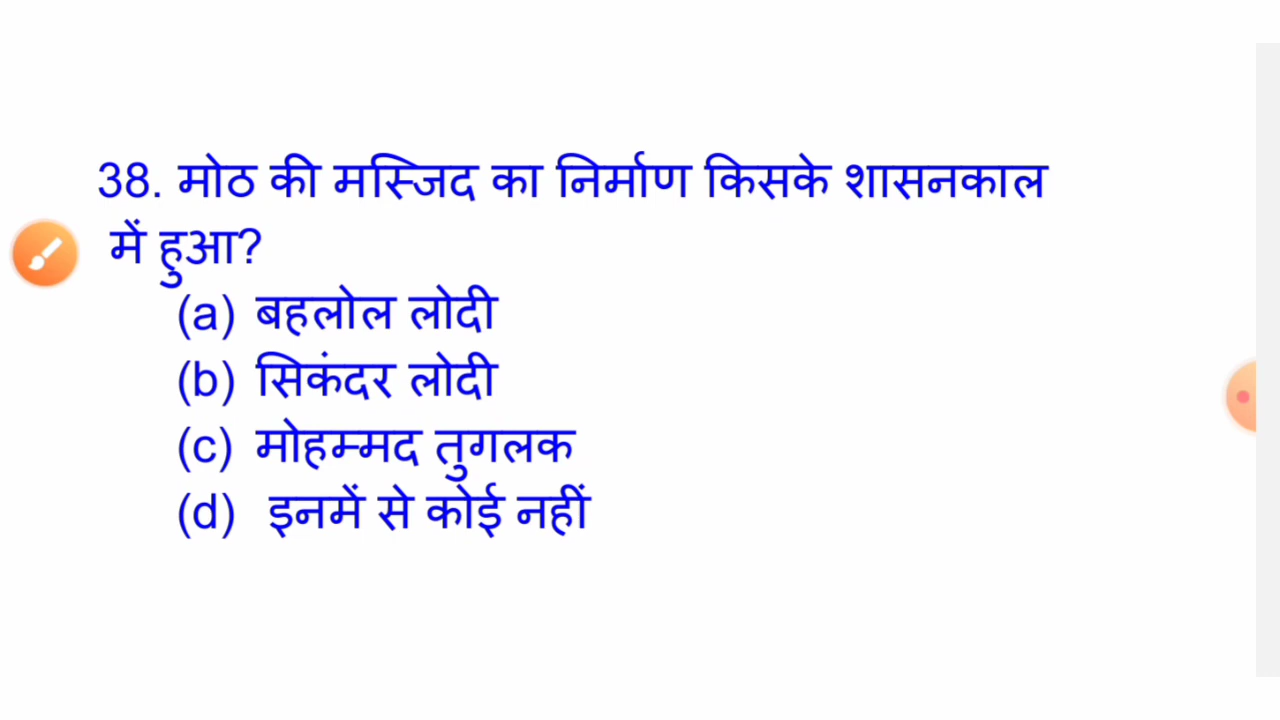 38. मोठ की मस्जिद का निर्माण किसके शासनकाल
में हुआ?
(a) बहलोल लोदी
(b) सिकंदर लोदी
(c) मोहम्मद तुगलक
(d) इनमें से कोई नहीं